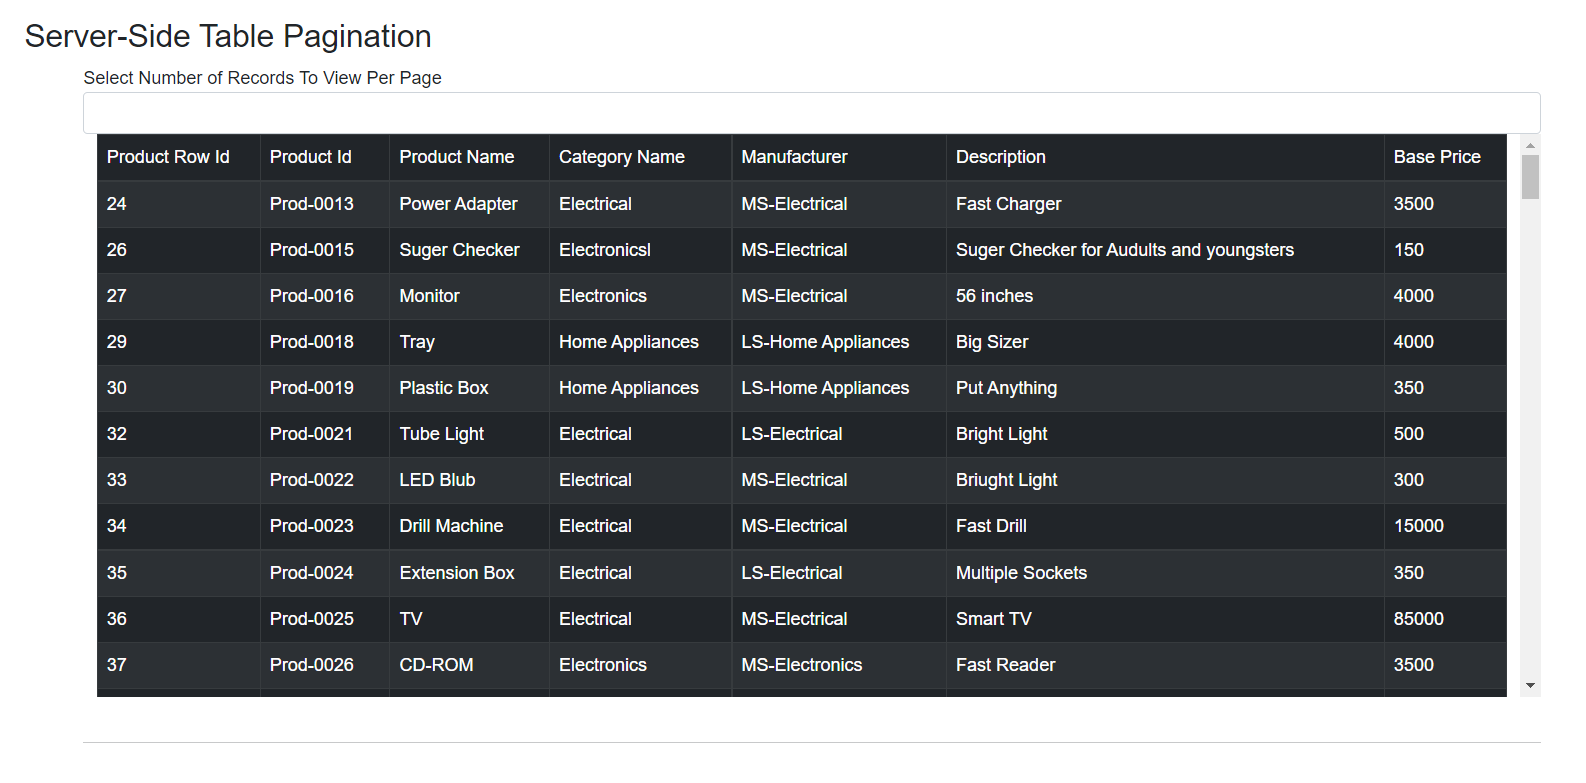 Server-Side Table Pagination
Select Number of Records To View Per Page
Product Row Id Product Id Product Name Category Name Manufacturer Description Base Price
24 Prod-0013 Power Adapter Electrical MS-Electrical Fast Charger 3500
26 Prod-0015 Suger Checker Electronicsl MS-Electrical Suger Checker for Audults and youngsters 150
27 Prod-0016 Monitor Electronics MS-Electrical 56 inches 4000
29 Prod-0018 Tray Home Appliances LS-Home Appliances Big Sizer 4000
30 Prod-0019 Plastic Box Home Appliances LS-Home Appliances Put Anything 350
32 Prod-0021 Tube Light Electrical LS-Electrical Bright Light 500
33 Prod-0022 LED Blub Electrical MS-Electrical Briught Light 300
34 Prod-0023 Drill Machine Electrical MS-Electrical Fast Drill 15000
35 Prod-0024 Extension Box Electrical LS-Electrical Multiple Sockets 350
36 Prod-0025 TV Electrical MS-Electrical Smart TV 85000
37 Prod-0026 CD-ROM Electronics MS-Electronics Fast Reader 3500